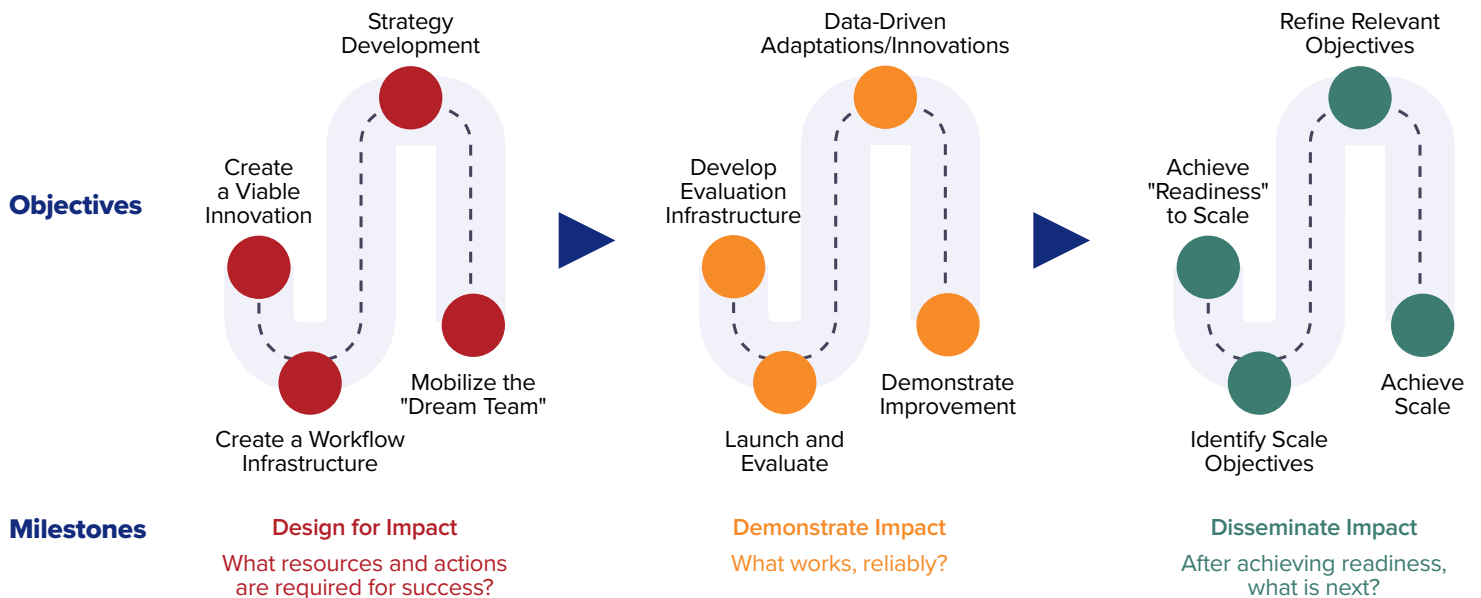 Objectives
Create
a Viable
Innovation
Create a Workflow
Infrastructure
Strategy
Development
Mobilize the
"Dream Team"
Develop
Evaluation
Infrastructure
Launch and
Evaluate
Data-Driven
Adaptations/Innovations
Demonstrate
Improvement
Achieve
"Readiness"
to Scale
Identify Scale
Objectives
Refine Relevant
Objectives
Achieve
Scale
Milestones
Design for Impact
What resources and actions
are required for success?
Demonstrate Impact
What works, reliably?
Disseminate Impact
After achieving readiness,
what is next?